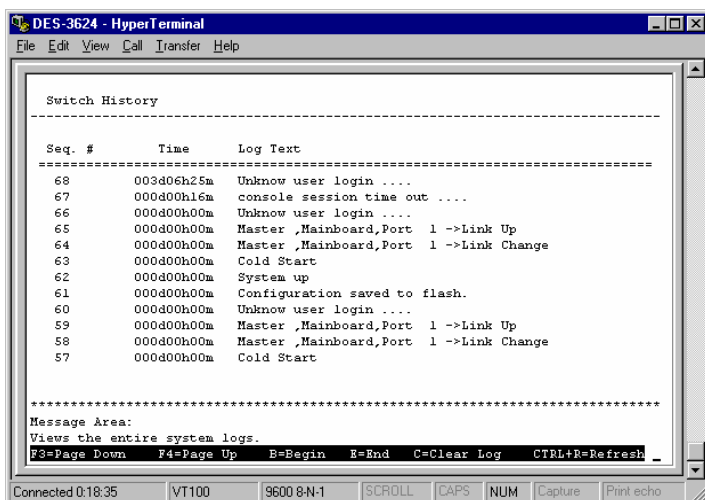 DES-3624 - HyperTerminal
File Edit View Call Transfer Help
Switch History
--------------------------------------------------------------------------------
Seq. # Time Log Text
================================================================================
68 003d06h25m Unknow user login ....
67 000d00h16m console session time out ....
66 000d00h00m Unknow user login ....
65 000d00h00m Master ,Mainboard,Port 1 ->Link Up
64 000d00h00m Master ,Mainboard,Port 1 ->Link Change
63 000d00h00m Cold Start
62 000d00h00m System up
61 000d00h00m Configuration saved to flash.
60 000d00h00m Unknow user login ....
59 000d00h00m Master ,Mainboard,Port 1 ->Link Up
58 000d00h00m Master ,Mainboard,Port 1 ->Link Change
57 000d00h00m Cold Start
********************************************************************************
Message Area:
Views the entire system logs.
F3=Page Down F4=Page Up B=Begin E=End C=Clear Log CTRL+R=Refresh _
Connected 0:18:35 VT100 9600 8-N-1 SCROLL CAPS NUM Capture Print echo